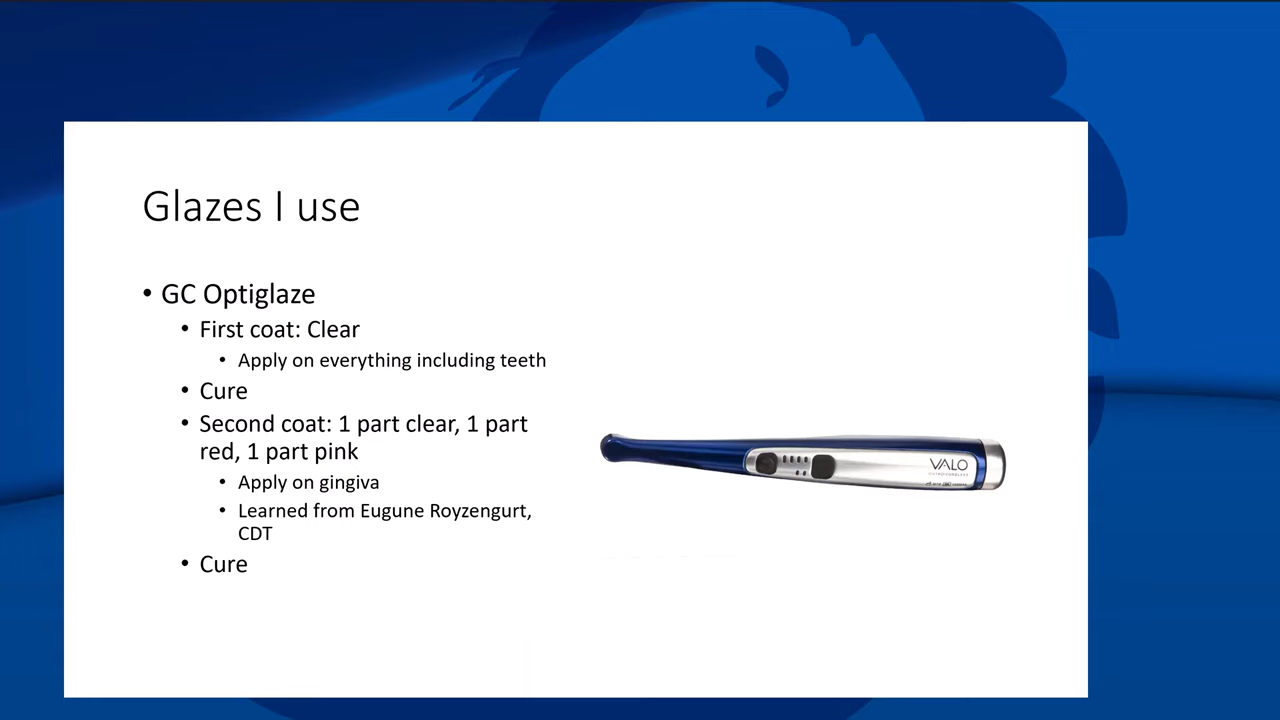 Glazes I use
• GC Optiglaze
• First coat: Clear
• Apply on everything including teeth
• Cure
• Second coat: 1 part clear, 1 part
red, 1 part pink
• Apply on gingiva
• Learned from Eugune Royzengurt,
CDT
• Cure
VALO